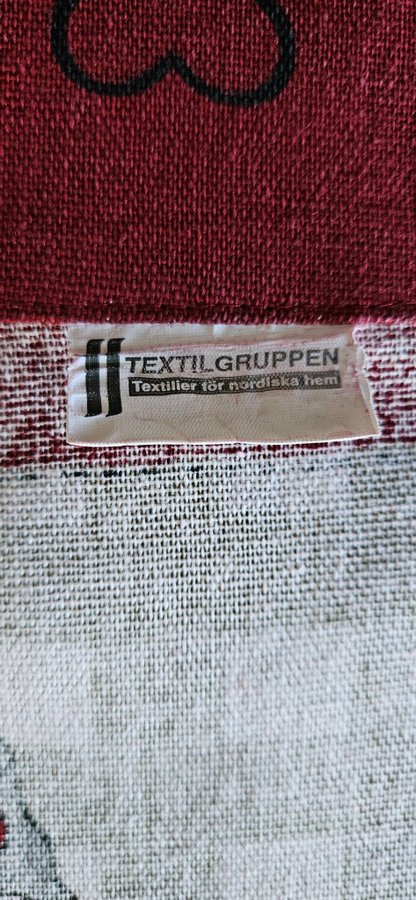 TEXTILGRUPPEN
Textilier för nordiska hem